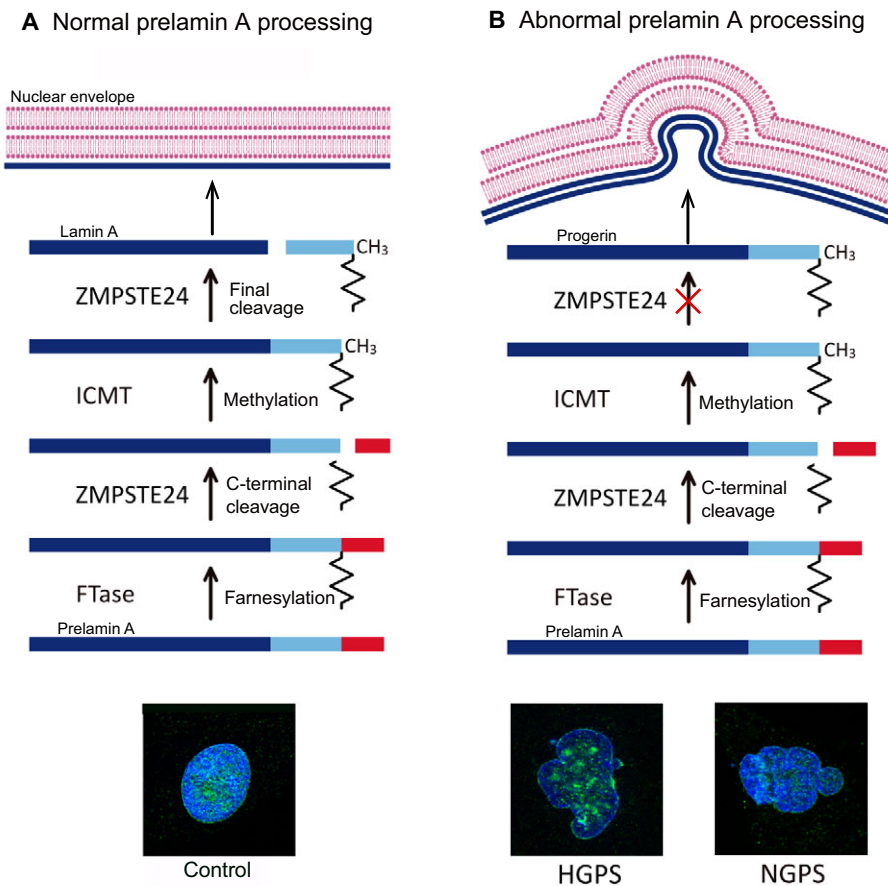 A Normal prelamin A processing
Nuclear envelope
Lamin A
CH3
ZMPSTE24
Final
cleavage
CH3
ICMT
Methylation
ZMPSTE24
C-terminal
cleavage
FTase
Farnesylation
Prelamin A
Control
B Abnormal prelamin A processing
Progerin
CH3
ZMPSTE24
CH3
ICMT
Methylation
ZMPSTE24
C-terminal
cleavage
FTase
Farnesylation
Prelamin A
HGPS
NGPS